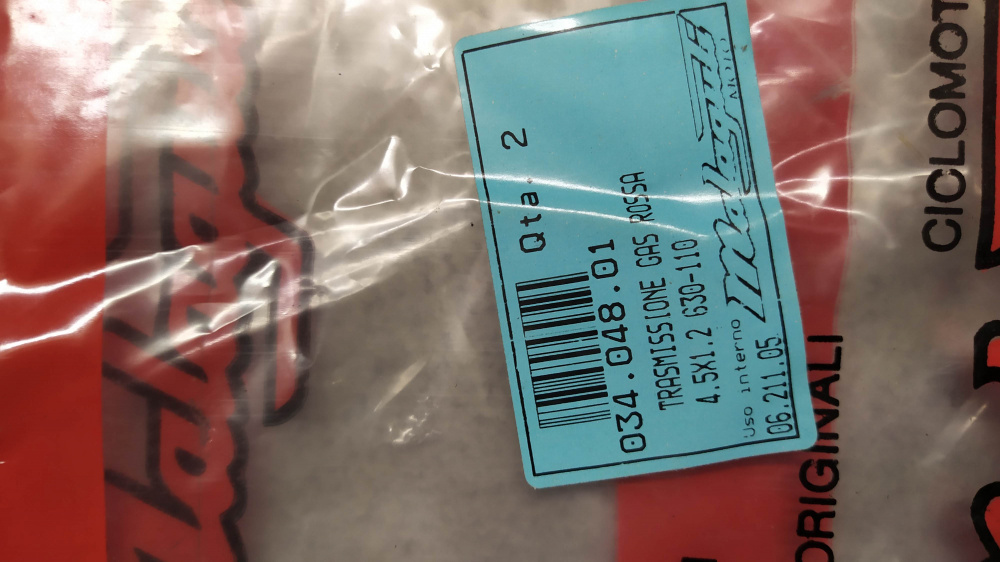 Qta. 2
034.048.01
TRASMISSIONE GAS ROSSA
4.5X1.2 630-110
Uso interno
06.211.05
Malaguti
ORIGINALI
CICLOMOT